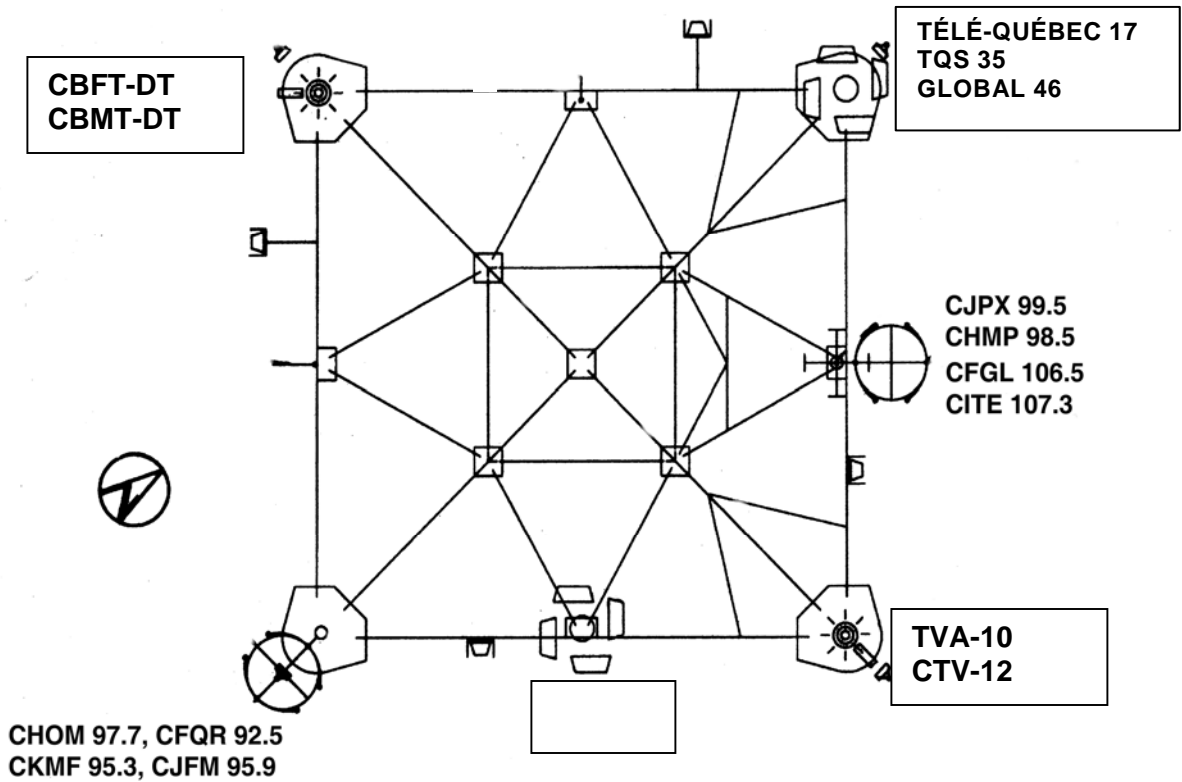 CBFT-DT
CBMT-DT
TÉLÉ-QUÉBEC 17
TQS 35
GLOBAL 46
CJPX 99.5
CHMP 98.5
CFGL 106.5
CITE 107.3
TVA-10
CTV-12
CHOM 97.7, CFQR 92.5
CKMF 95.3, CJFM 95.9